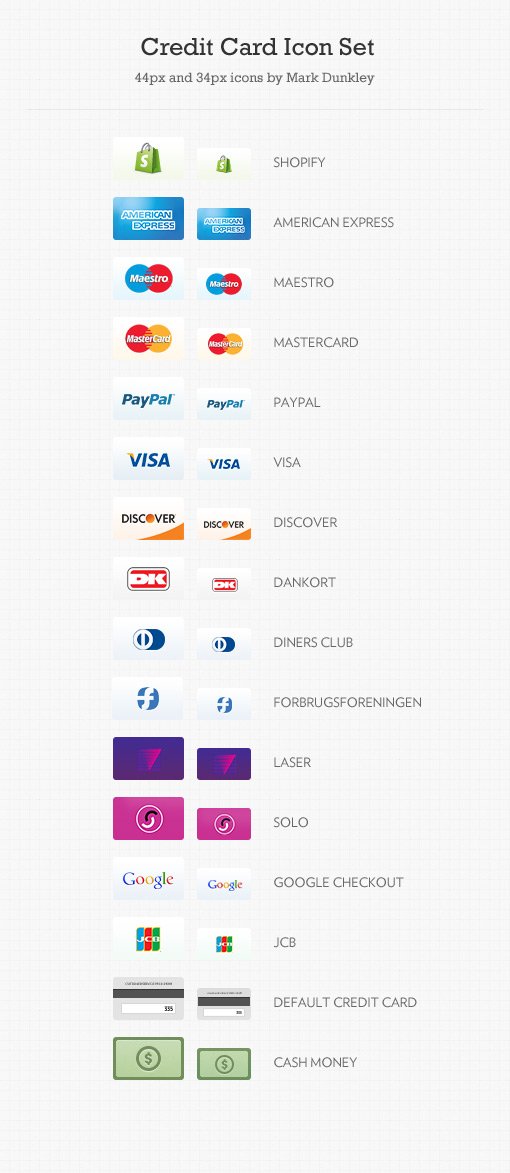 Credit Card Icon Set
44px and 34px icons by Mark Dunkley
SHOPIFY
AMERICAN EXPRESS
AMERICAN EXPRESS
AMERICAN EXPRESS
Maestro
Maestro
MAESTRO
MasterCard
MasterCard
MASTERCARD
PayPal
PayPal
PAYPAL
VISA
VISA
VISA
DISCOVER
DISCOVER
DISCOVER
DK
DK
DANKORT
DINERS CLUB
FORBRUGSFORENINGEN
LASER
SOLO
Google
Google
GOOGLE CHECKOUT
JCB
JCB
JCB
335
335
DEFAULT CREDIT CARD
$
$
CASH MONEY